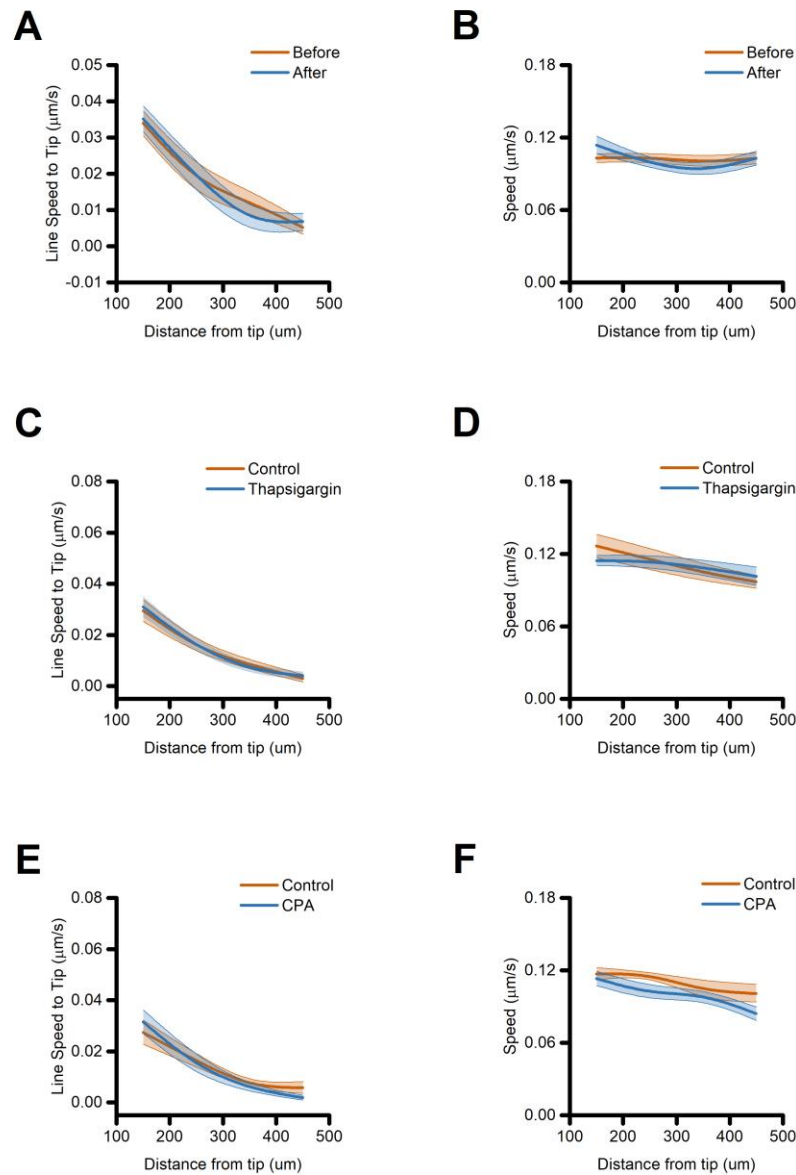 A
Before
After
Line Speed to Tip (μm/s)
0.05
0.04
0.03
0.02
0.01
0.00
-0.01
100 200 300 400 500
Distance from tip (um)
B
Before
After
Speed (μm/s)
0.18
0.12
0.06
0.00
100 200 300 400 500
Distance from tip (um)
C
Control
Thapsigargin
Line Speed to Tip (μm/s)
0.08
0.06
0.04
0.02
0.00
100 200 300 400 500
Distance from tip (um)
D
Control
Thapsigargin
Speed (μm/s)
0.18
0.12
0.06
0.00
100 200 300 400 500
Distance from tip (um)
E
Control
CPA
Line Speed to Tip (μm/s)
0.08
0.06
0.04
0.02
0.00
100 200 300 400 500
Distance from tip (um)
F
Control
CPA
Speed (μm/s)
0.18
0.12
0.06
0.00
100 200 300 400 500
Distance from tip (um)